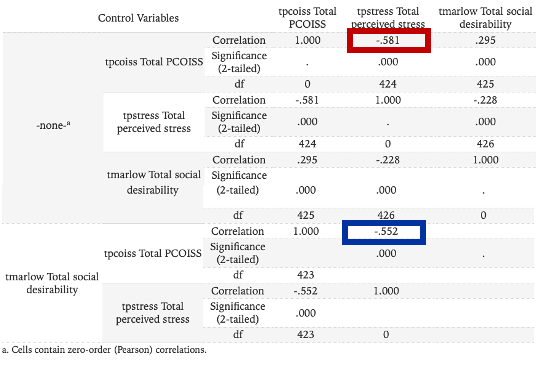 Control Variables tpcoiss Total PCOISS tpstress Total perceived stress tmarlow Total social desirability
-none-a tpcoiss Total PCOISS Correlation 1.000 -.581 .295
Significance (2-tailed) . .000 .000
df 0 424 425
tpstress Total perceived stress Correlation -.581 1.000 -.228
Significance (2-tailed) .000 . .000
df 424 0 426
tmarlow Total social desirability Correlation .295 -.228 1.000
Significance (2-tailed) .000 .000 .
df 425 426 0
tmarlow Total social desirability tpcoiss Total PCOISS Correlation 1.000 -.552
Significance (2-tailed) .000 .
df 423
tpstress Total perceived stress Correlation -.552 1.000
Significance (2-tailed) .000
df 423 0
a. Cells contain zero-order (Pearson) correlations.